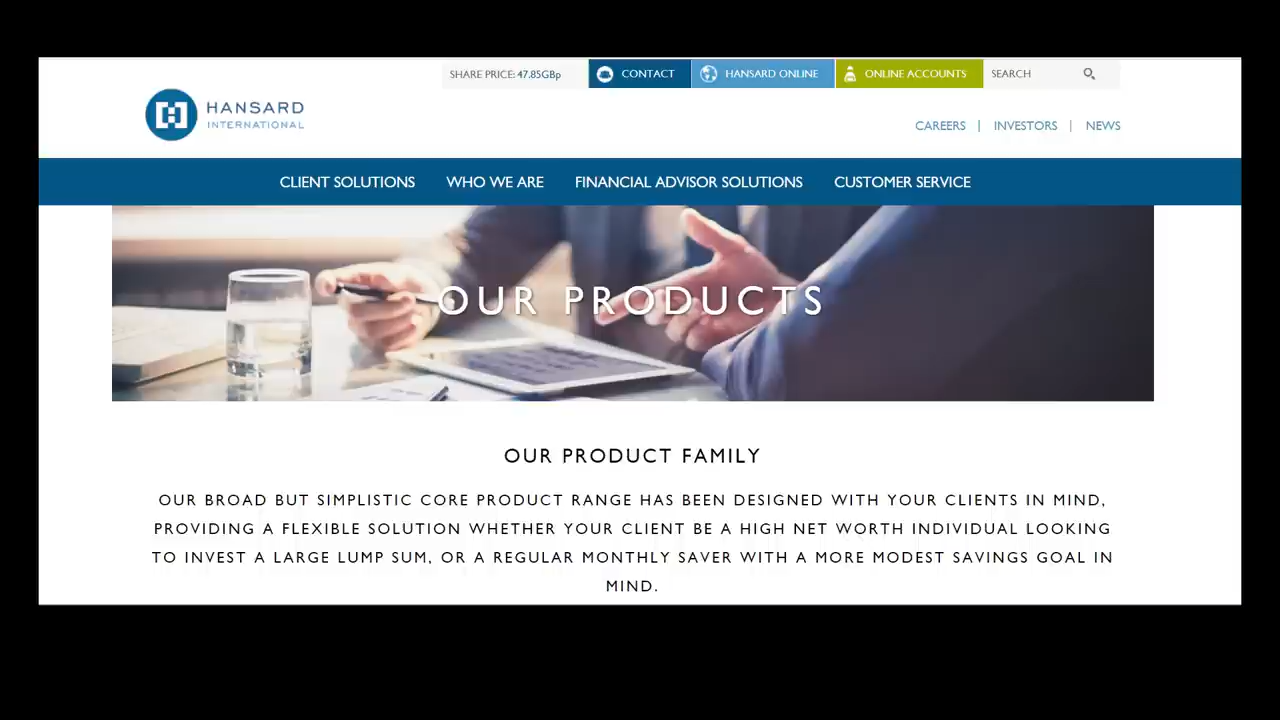 SHARE PRICE: 47.85GBp CONTACT HANSARD ONLINE ONLINE ACCOUNTS SEARCH
HANSARD
INTERNATIONAL
CAREERS | INVESTORS | NEWS
CLIENT SOLUTIONS WHO WE ARE FINANCIAL ADVISOR SOLUTIONS CUSTOMER SERVICE
OUR PRODUCTS
OUR PRODUCT FAMILY
OUR BROAD BUT SIMPLISTIC CORE PRODUCT RANGE HAS BEEN DESIGNED WITH YOUR CLIENTS IN MIND,
PROVIDING A FLEXIBLE SOLUTION WHETHER YOUR CLIENT BE A HIGH NET WORTH INDIVIDUAL LOOKING
TO INVEST A LARGE LUMP SUM, OR A REGULAR MONTHLY SAVER WITH A MORE MODEST SAVINGS GOAL IN
MIND.